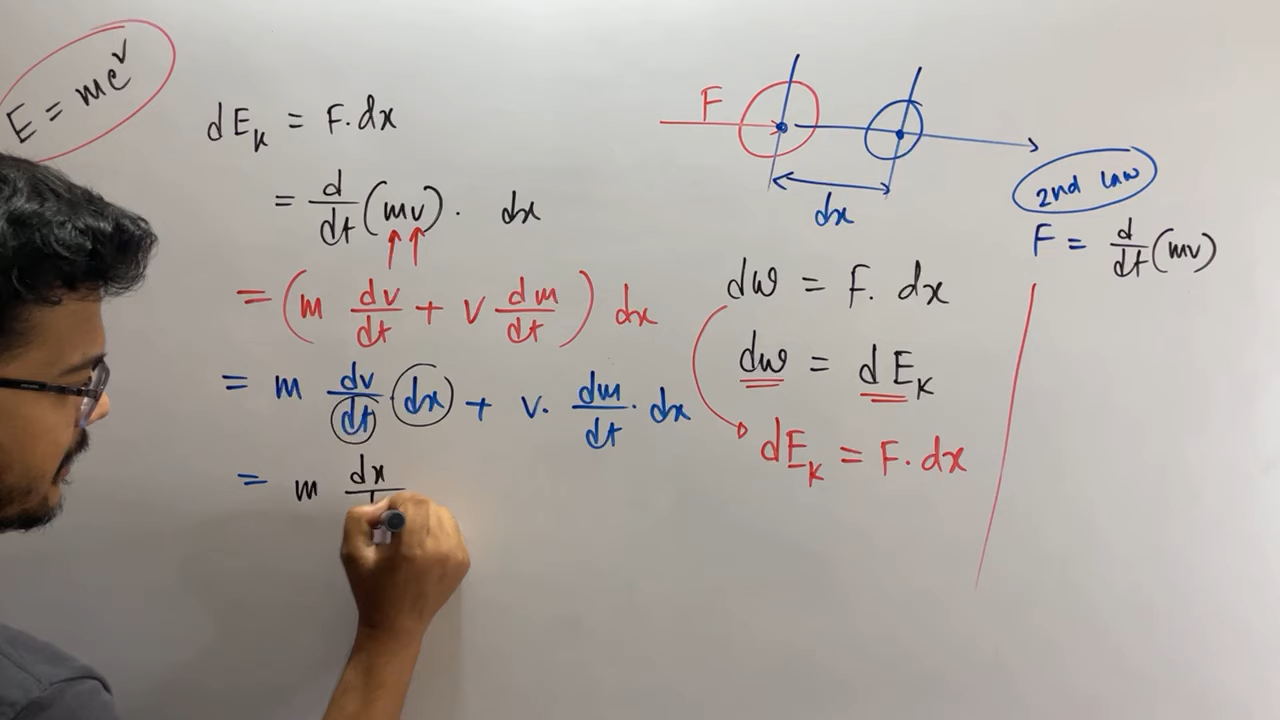 E = mc²
dE_K = F.dx
= d/dt (mv) . dx
= (m dv/dt + v dm/dt) dx
= m dv/dt . dx + v. dm/dt . dx
= m dx/
F
dx
2nd law
F = d/dt (mv)
dw = F. dx
dw = dE_K
dE_K = F.dx